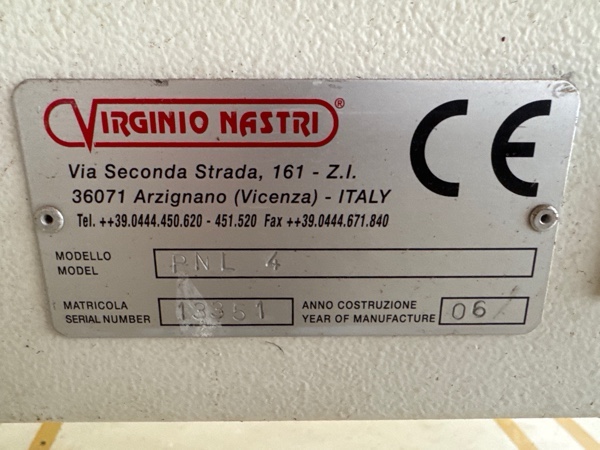 VIRGINIO NASTRI ®
CE
Via Seconda Strada, 161 - Z.I.
36071 Arzignano (Vicenza) - ITALY
Tel. ++39.0444.450.620 - 451.520 Fax ++39.0444.671.840
MODELLO
MODEL
PNL 4
MATRICOLA
SERIAL NUMBER
13951
ANNO COSTRUZIONE
YEAR OF MANUFACTURE
06/